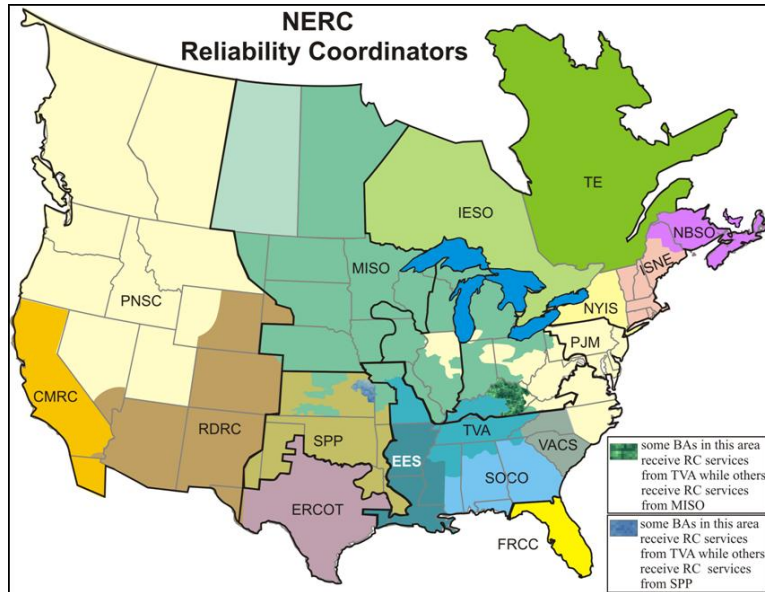 NERC
Reliability Coordinators
TE
IESO
NBSO
ISNE
MISO
PNSC
NYIS
PJM
CMRC
RDRC
SPP
TVA
VACS
EES
SOCO
ERCOT
FRCC
some BAs in this area
receive RC services
from TVA while others
receive RC services
from MISO
some BAs in this area
receive RC services
from TVA while others
receive RC services
from SPP